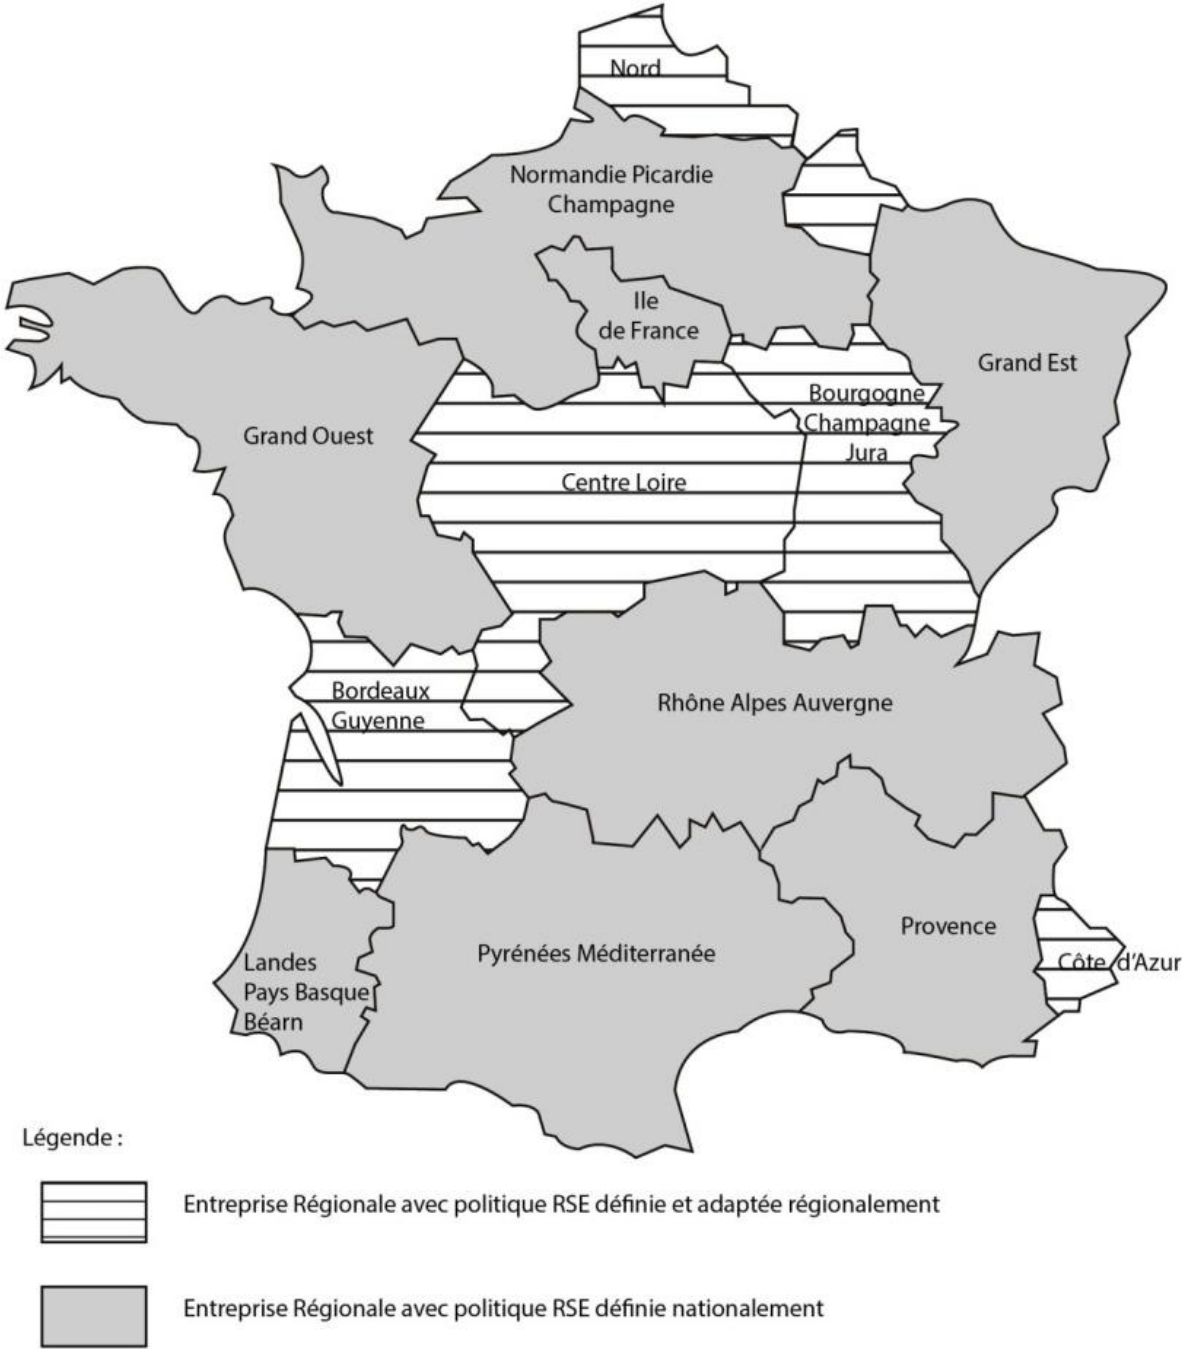 Nord
Normandie Picardie
Champagne
Ile
de France
Grand Est
Bourgogne
Champagne
Jura
Grand Ouest
Centre Loire
Bordeaux
Guyenne
Rhône Alpes Auvergne
Provence
Pyrénées Méditerranée
Côte d'Azur
Landes
Pays Basque
Béarn
Légende :
Entreprise Régionale avec politique RSE définie et adaptée régionalement
Entreprise Régionale avec politique RSE définie nationalement